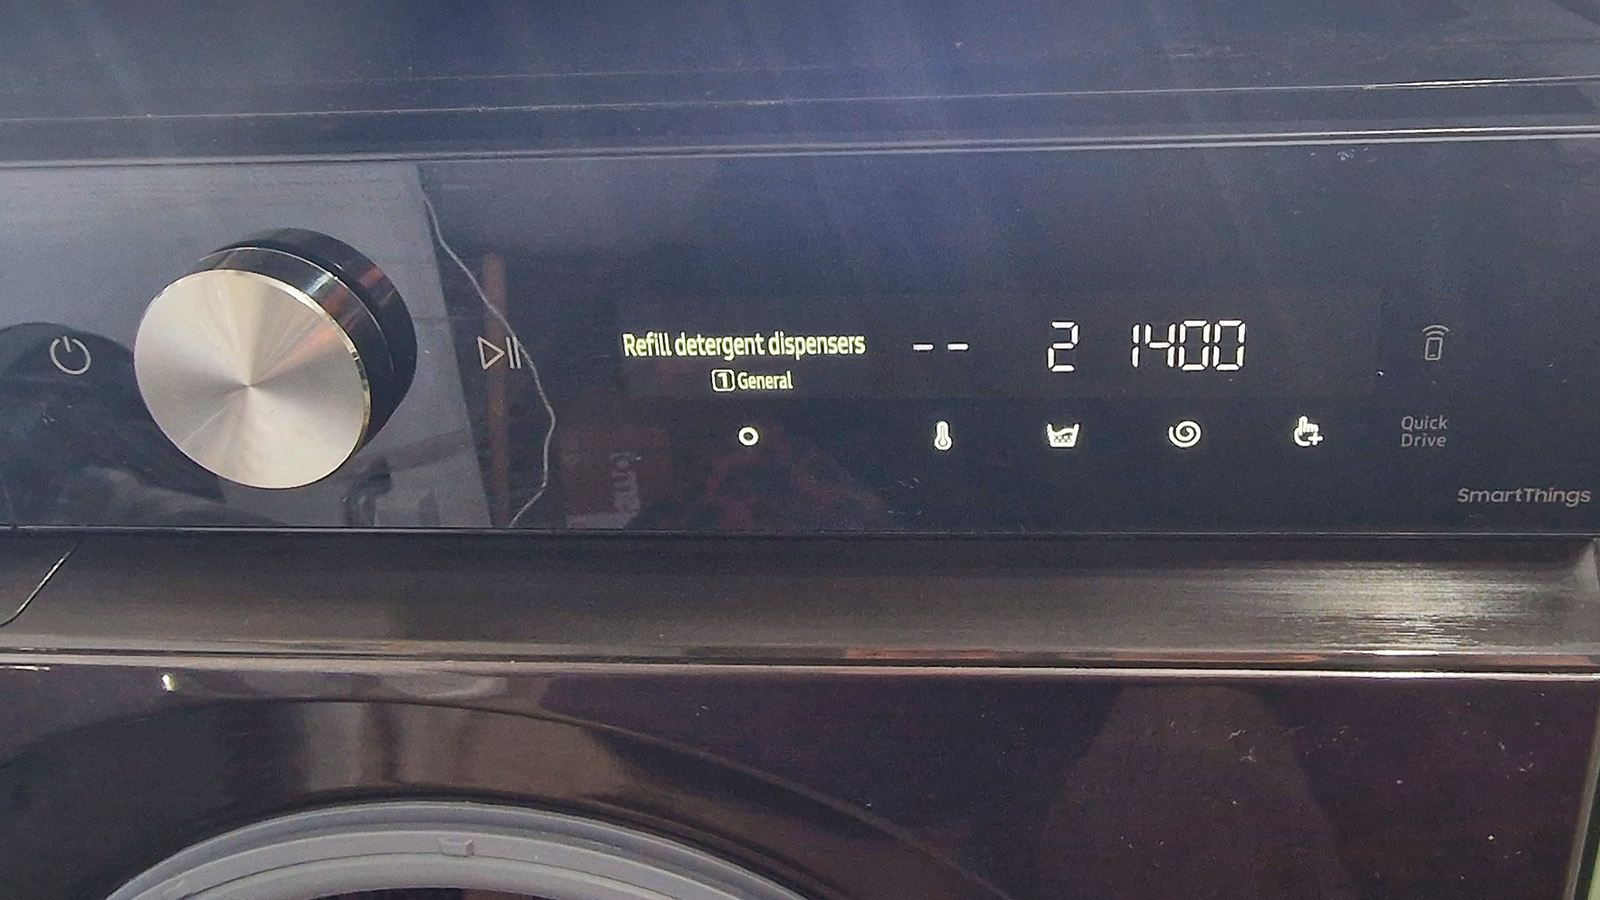 Refill detergent dispensers
1 General
-- 2 1400
Quick
Drive
SmartThings